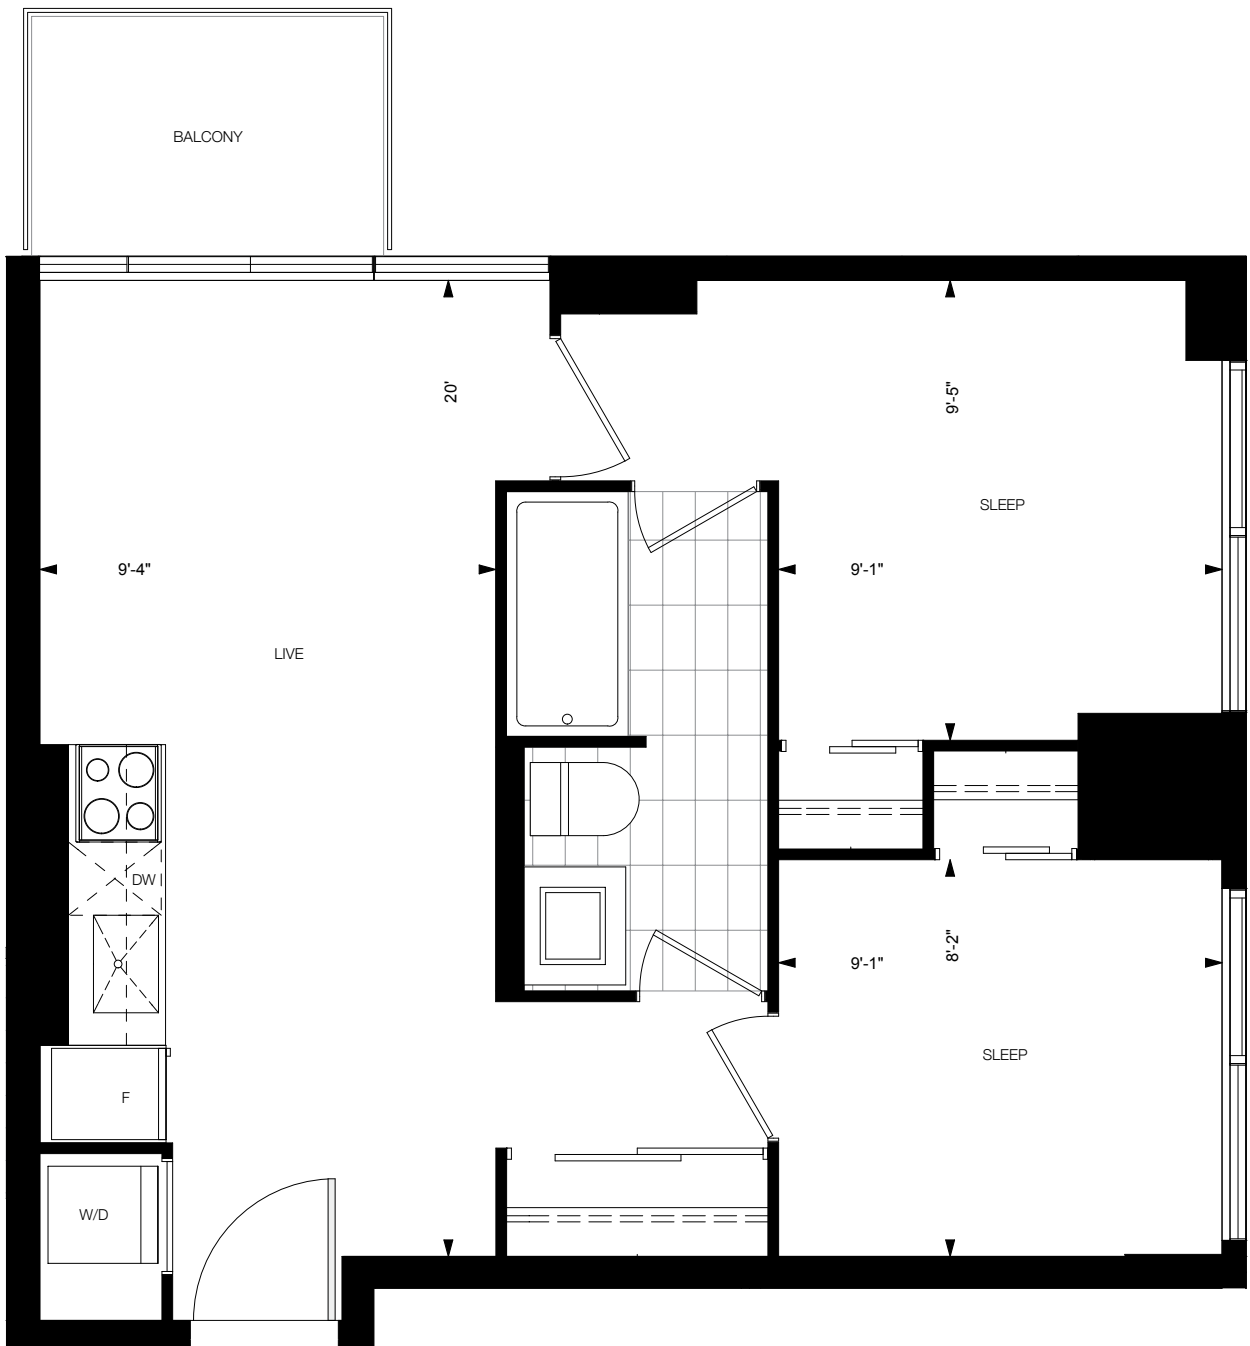 BALCONY
20'
9'-5"
SLEEP
9'-4"
9'-1"
LIVE
DW
8'-2"
9'-1"
SLEEP
F
W/D